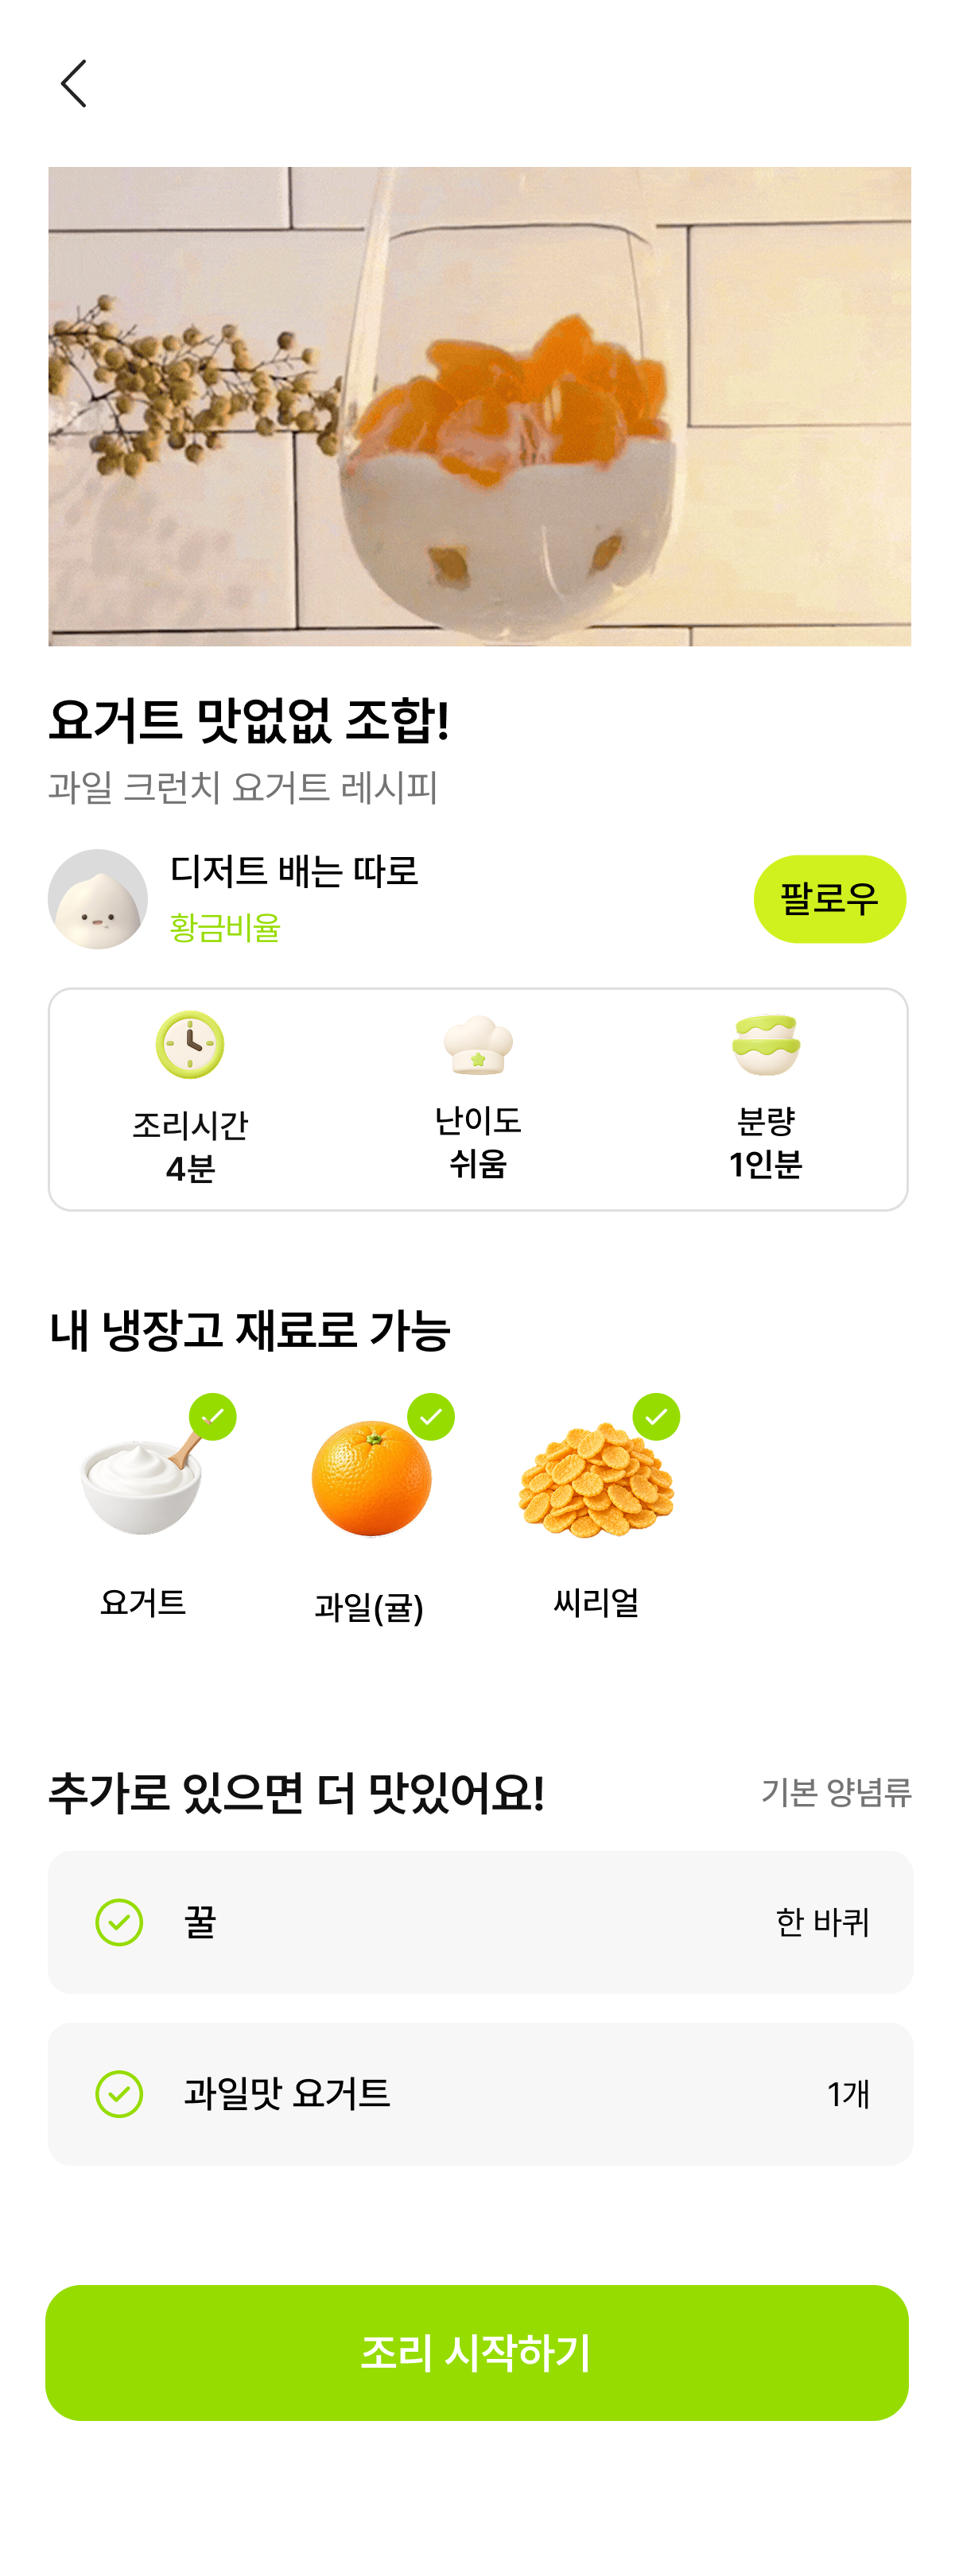 요거트 맛없없 조합!
과일 크런치 요거트 레시피
디저트 배는 따로
황금비율
팔로우
조리시간
4분
난이도
쉬움
분량
1인분
내 냉장고 재료로 가능
요거트
과일(귤)
씨리얼
추가로 있으면 더 맛있어요!
기본 양념류
꿀
한 바퀴
과일맛 요거트
1개
조리 시작하기